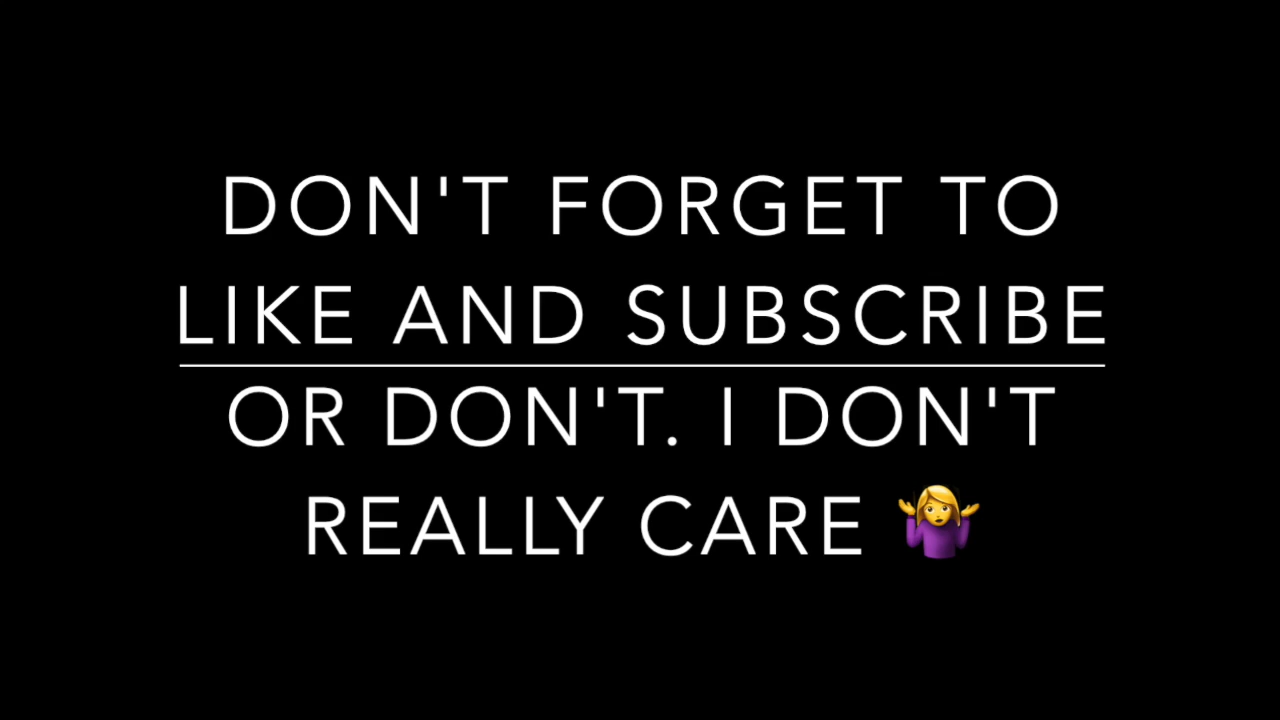 DON'T FORGET TO
LIKE AND SUBSCRIBE
OR DON'T. I DON'T
REALLY CARE 🤷‍♀️